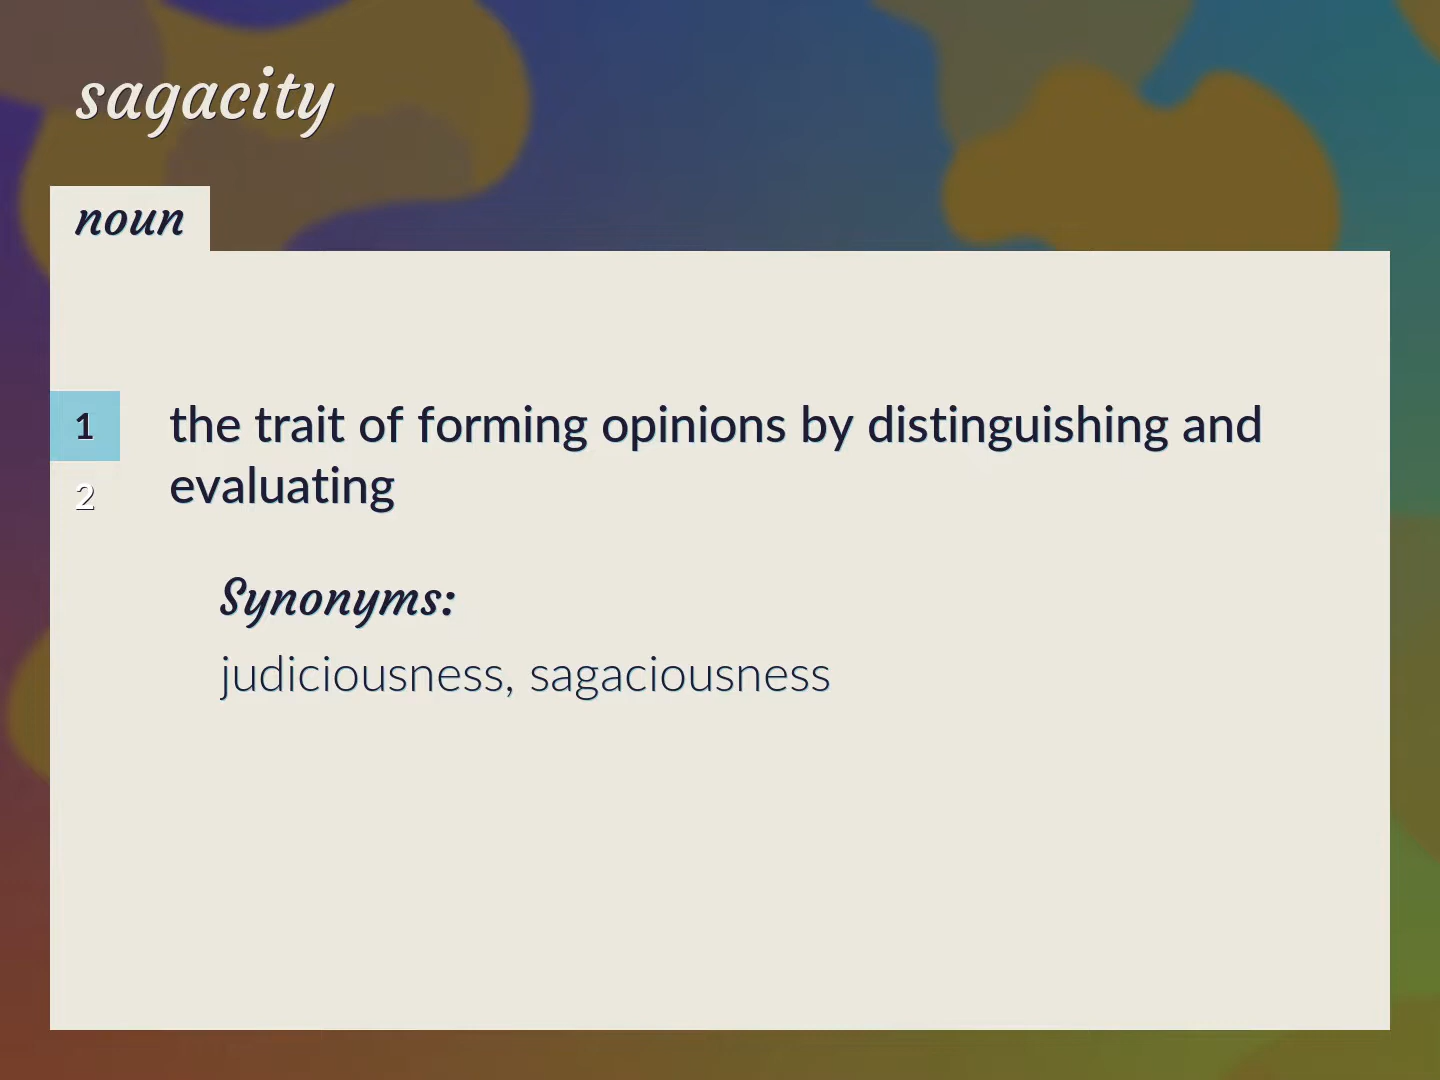 sagacity
noun
1
the trait of forming opinions by distinguishing and
evaluating
2
Synonyms:
judiciousness, sagaciousness